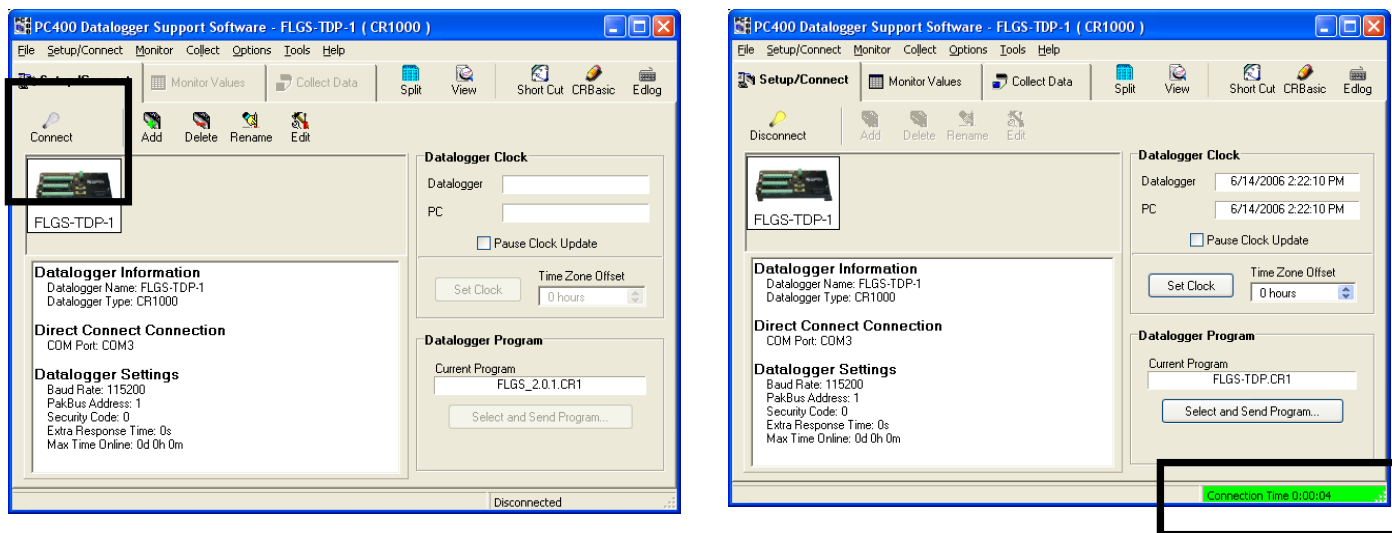 PC400 Datalogger Support Software - FLGS-TDP-1 ( CR1000 )
File Setup/Connect Monitor Collect Options Tools Help
Monitor Values Collect Data Split View Short Cut CRBasic Edlog
Connect Add Delete Rename Edit
FLGS-TDP-1
Datalogger Clock
Datalogger
PC
Pause Clock Update
Set Clock
Time Zone Offset
0 hours
Datalogger Information
Datalogger Name: FLGS-TDP-1
Datalogger Type: CR1000
Direct Connect Connection
COM Port: COM3
Datalogger Settings
Baud Rate: 115200
PakBus Address: 1
Security Code: 0
Extra Response Time: 0s
Max Time Online: 0d 0h 0m
Datalogger Program
Current Program
FLGS_2.0.1.CR1
Select and Send Program...
Disconnected
PC400 Datalogger Support Software - FLGS-TDP-1 ( CR1000 )
File Setup/Connect Monitor Collect Options Tools Help
Setup/Connect Monitor Values Collect Data Split View Short Cut CRBasic Edlog
Disconnect Add Delete Rename Edit
FLGS-TDP-1
Datalogger Clock
Datalogger 6/14/2006 2:22:10 PM
PC 6/14/2006 2:22:10 PM
Pause Clock Update
Set Clock
Time Zone Offset
0 hours
Datalogger Information
Datalogger Name: FLGS-TDP-1
Datalogger Type: CR1000
Direct Connect Connection
COM Port: COM3
Datalogger Settings
Baud Rate: 115200
PakBus Address: 1
Security Code: 0
Extra Response Time: 0s
Max Time Online: 0d 0h 0m
Datalogger Program
Current Program
FLGS-TDP.CR1
Select and Send Program...
Connection Time 0:00:04